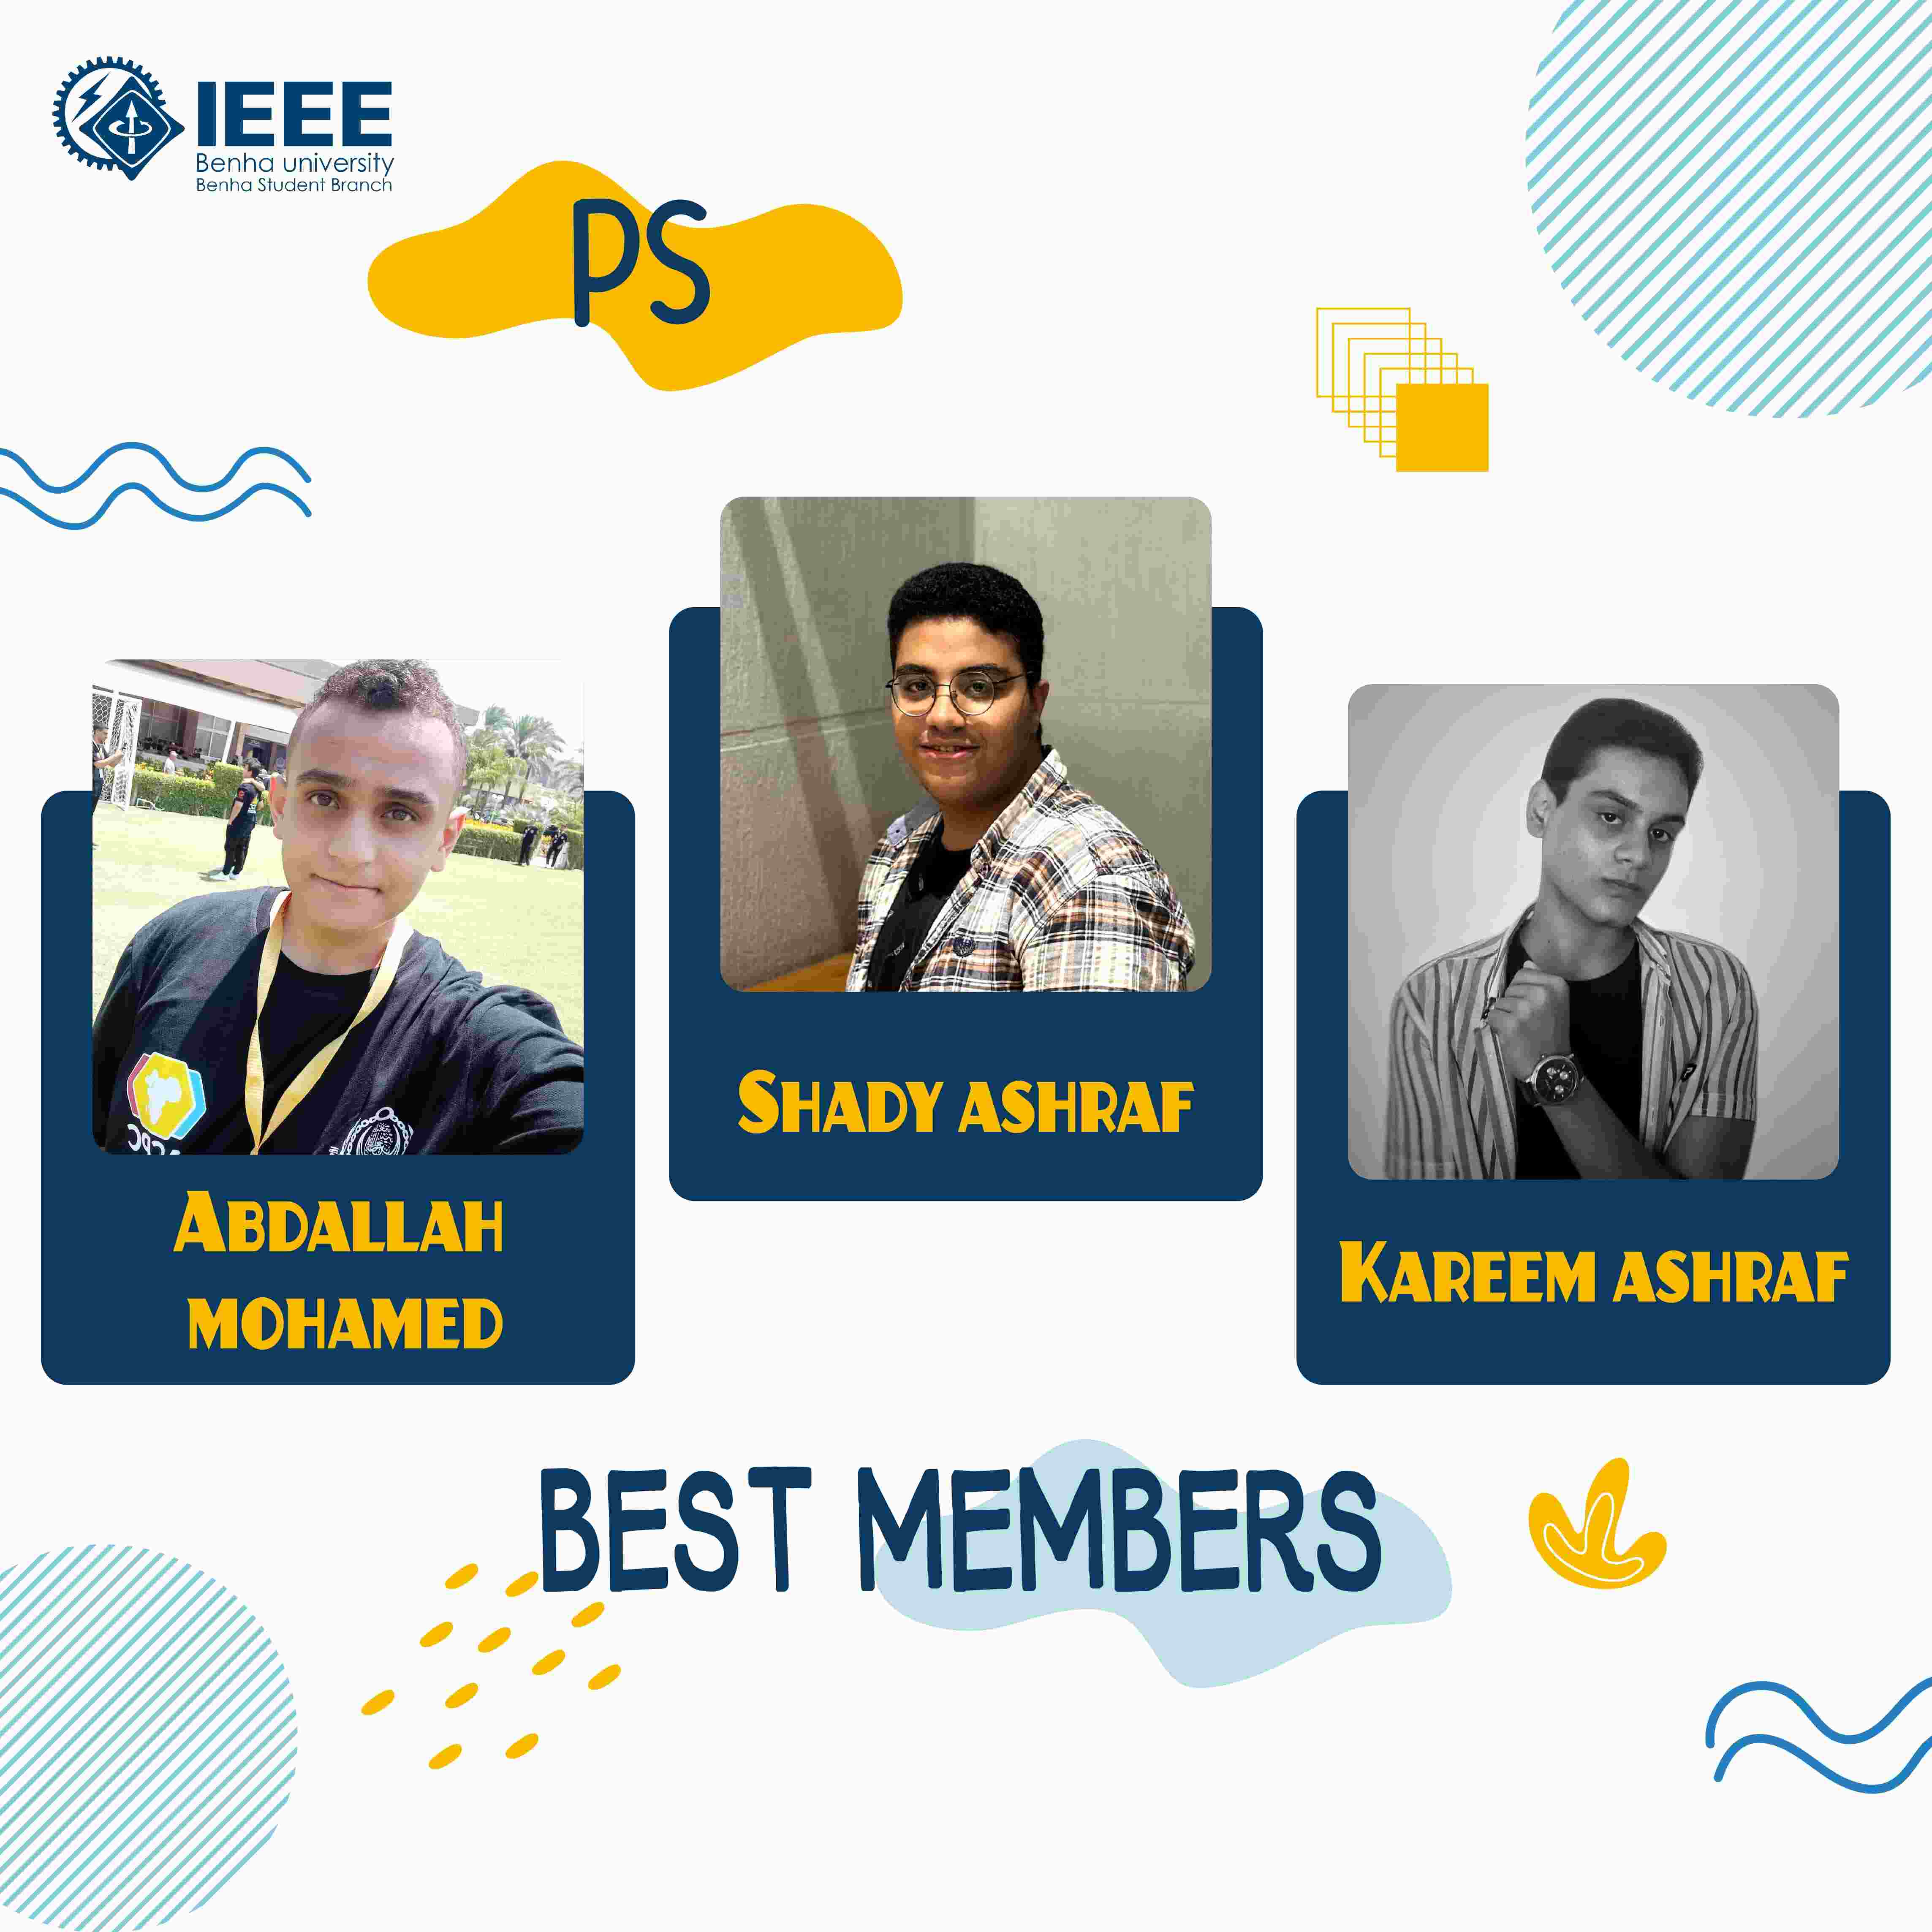 IEEE
Benha university
Benha Student Branch
PS
SHADY ASHRAF
ABDALLAH
MOHAMED
KAREEM ASHRAF
BEST MEMBERS